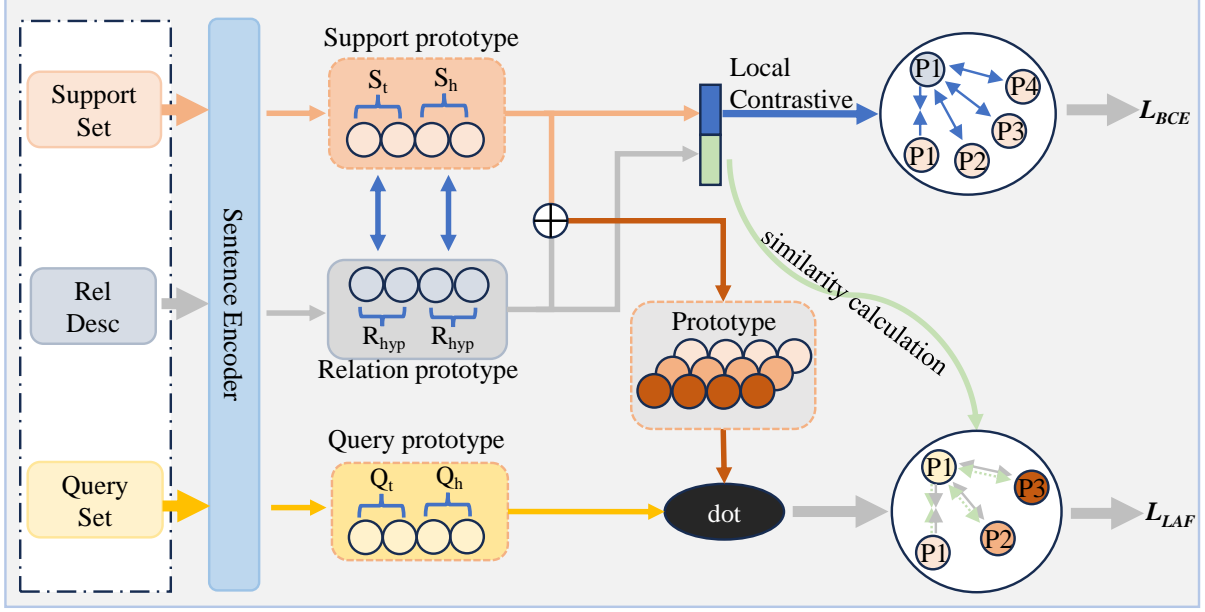 Support
Set
Rel
Desc
Query
Set
Sentence Encoder
Support prototype
S_t
S_h
R_hyp
R_hyp
Relation prototype
Query prototype
Q_t
Q_h
Local
Contrastive
similarity calculation
Prototype
dot
P1
P4
P3
P2
P1
L_BCE
P1
P3
P2
P1
L_LAF